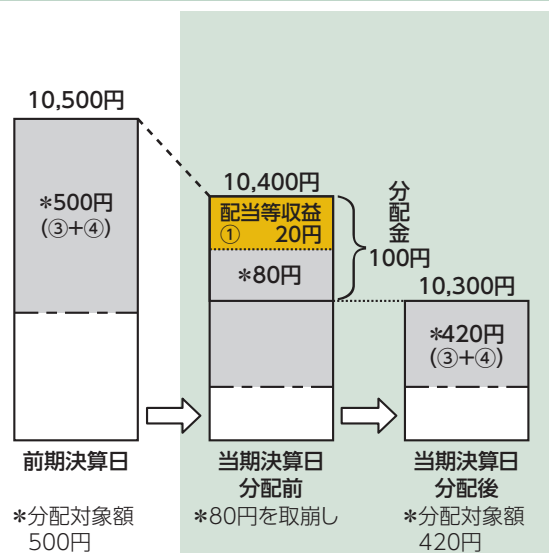 10,500円
＊500円
(③+④)
前期決算日
＊分配対象額
500円
10,400円
配当等収益
① 20円
＊80円
分配金
100円
当期決算日
分配前
＊80円を取崩し
10,300円
＊420円
(③+④)
当期決算日
分配後
＊分配対象額
420円